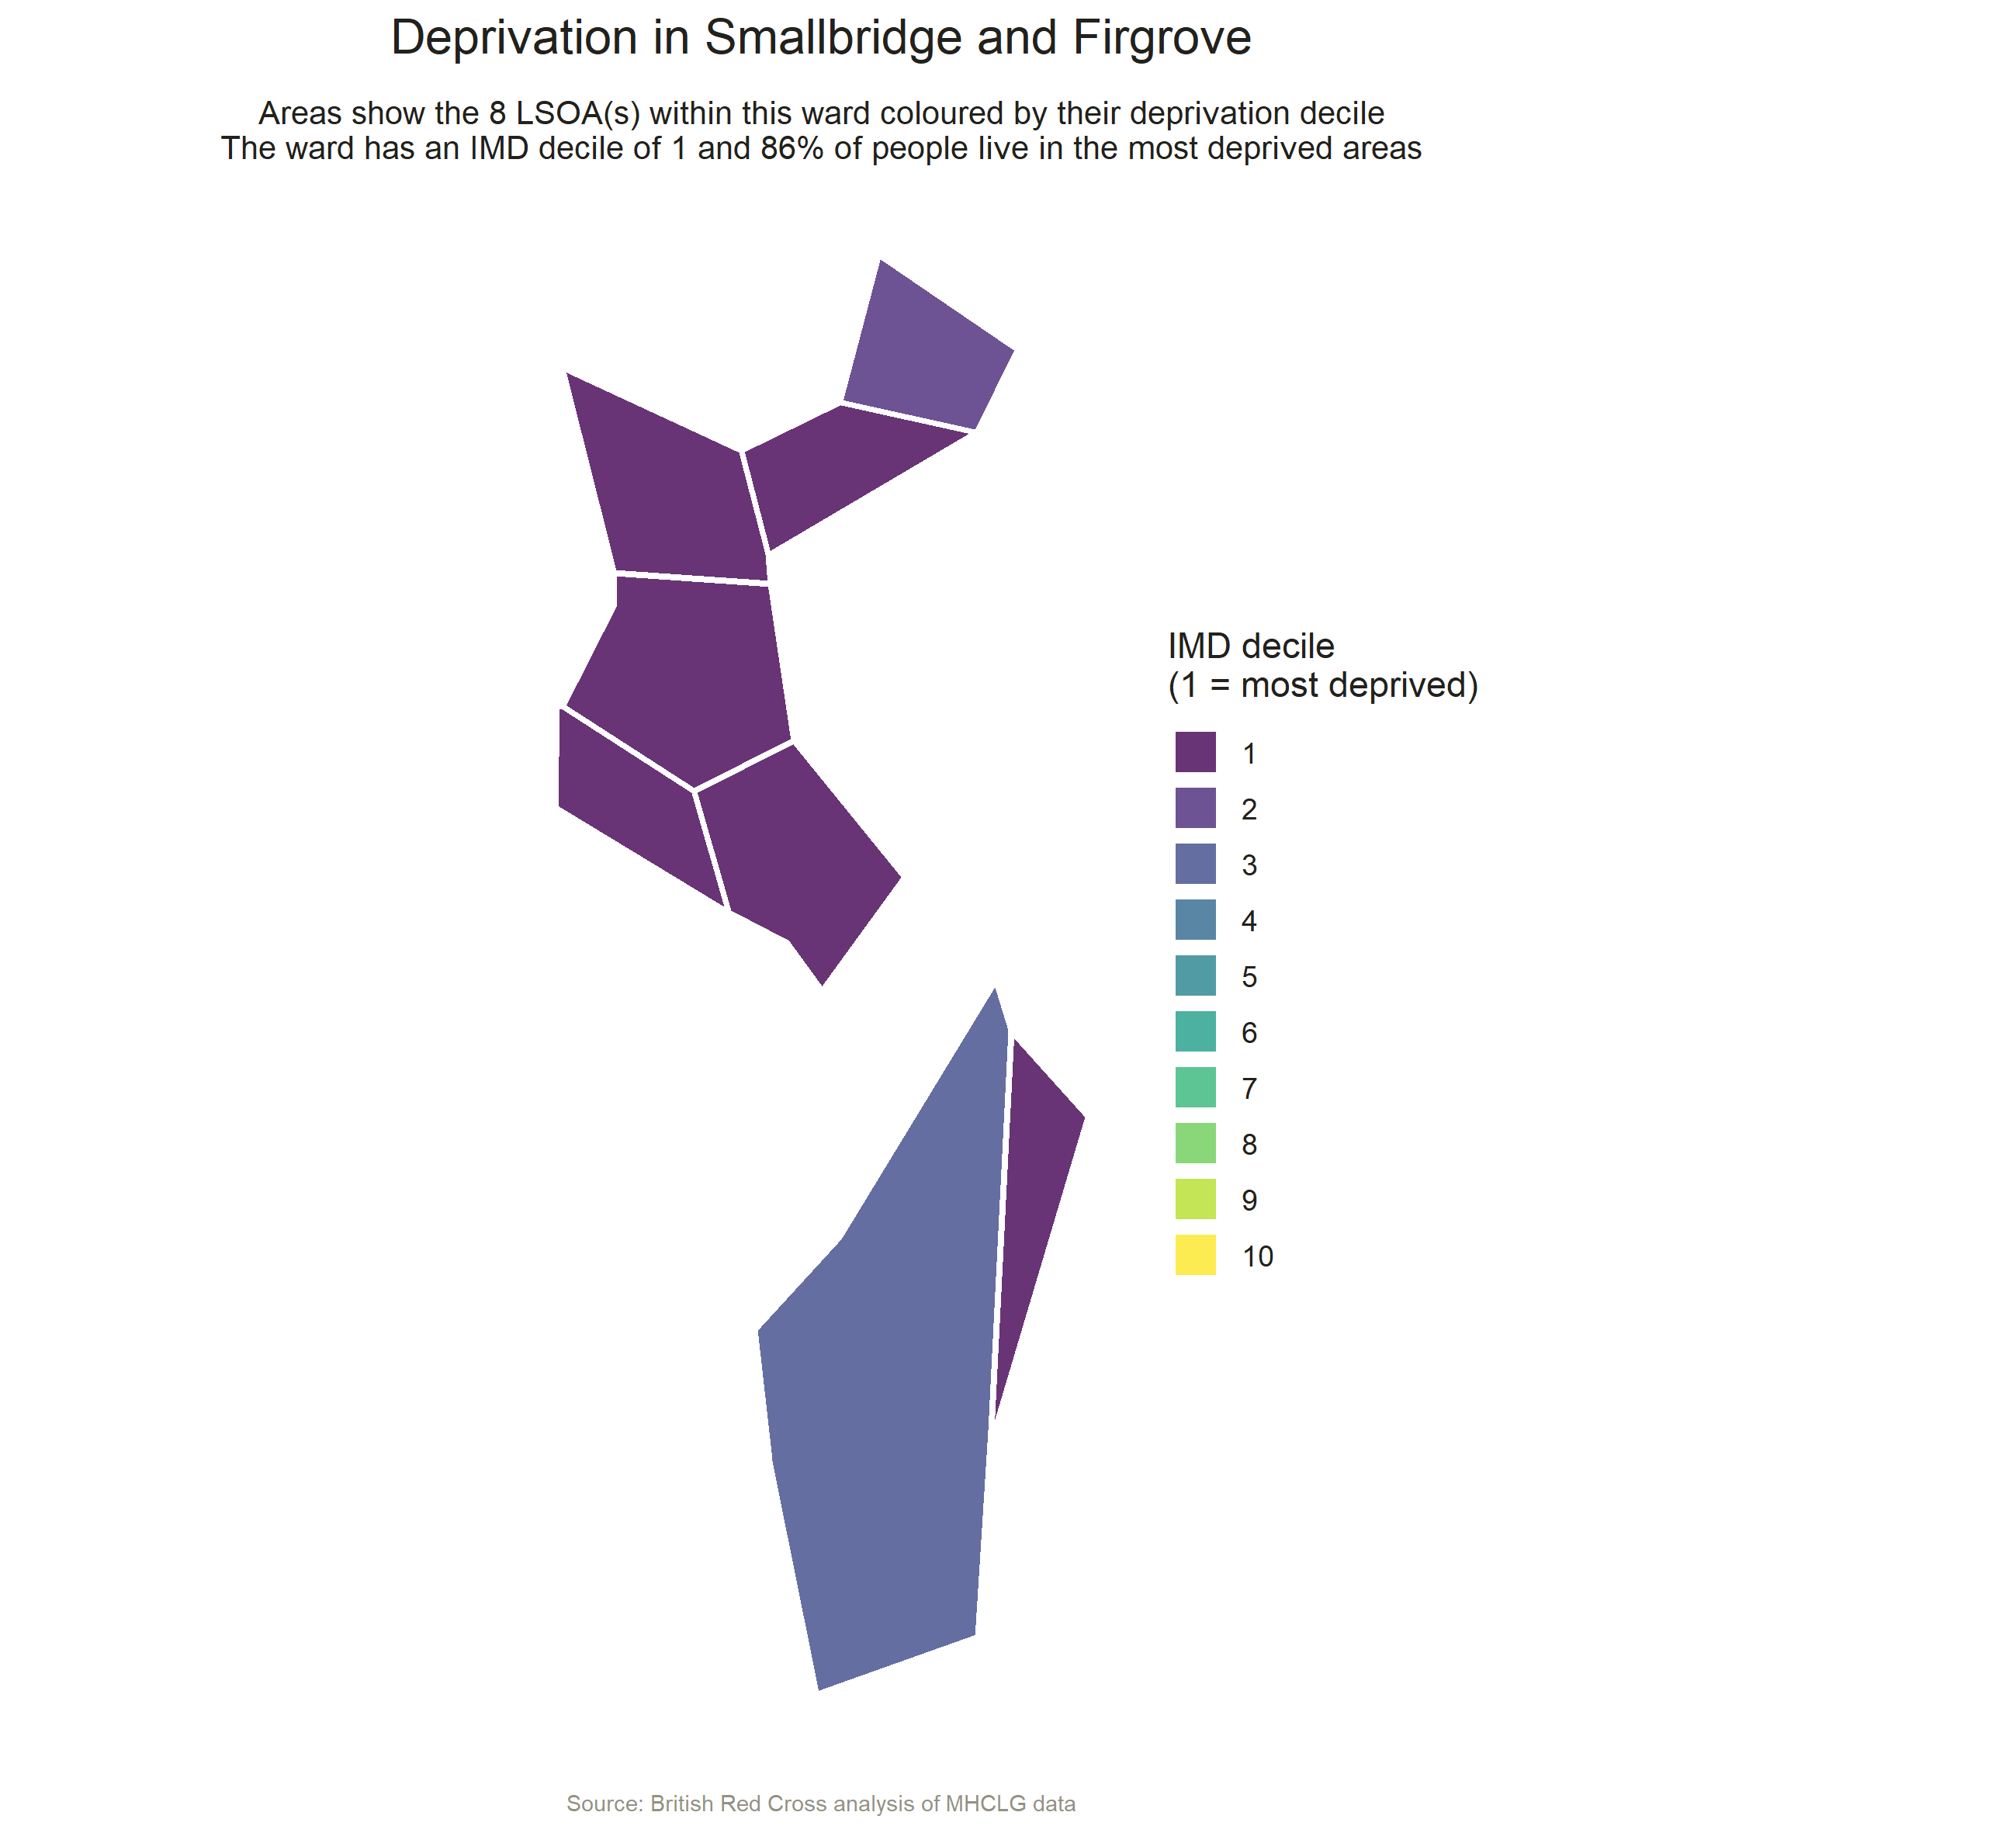 Deprivation in Smallbridge and Firgrove
Areas show the 8 LSOA(s) within this ward coloured by their deprivation decile
The ward has an IMD decile of 1 and 86% of people live in the most deprived areas
IMD decile
(1 = most deprived)
1
2
3
4
5
6
7
8
9
10
Source: British Red Cross analysis of MHCLG data